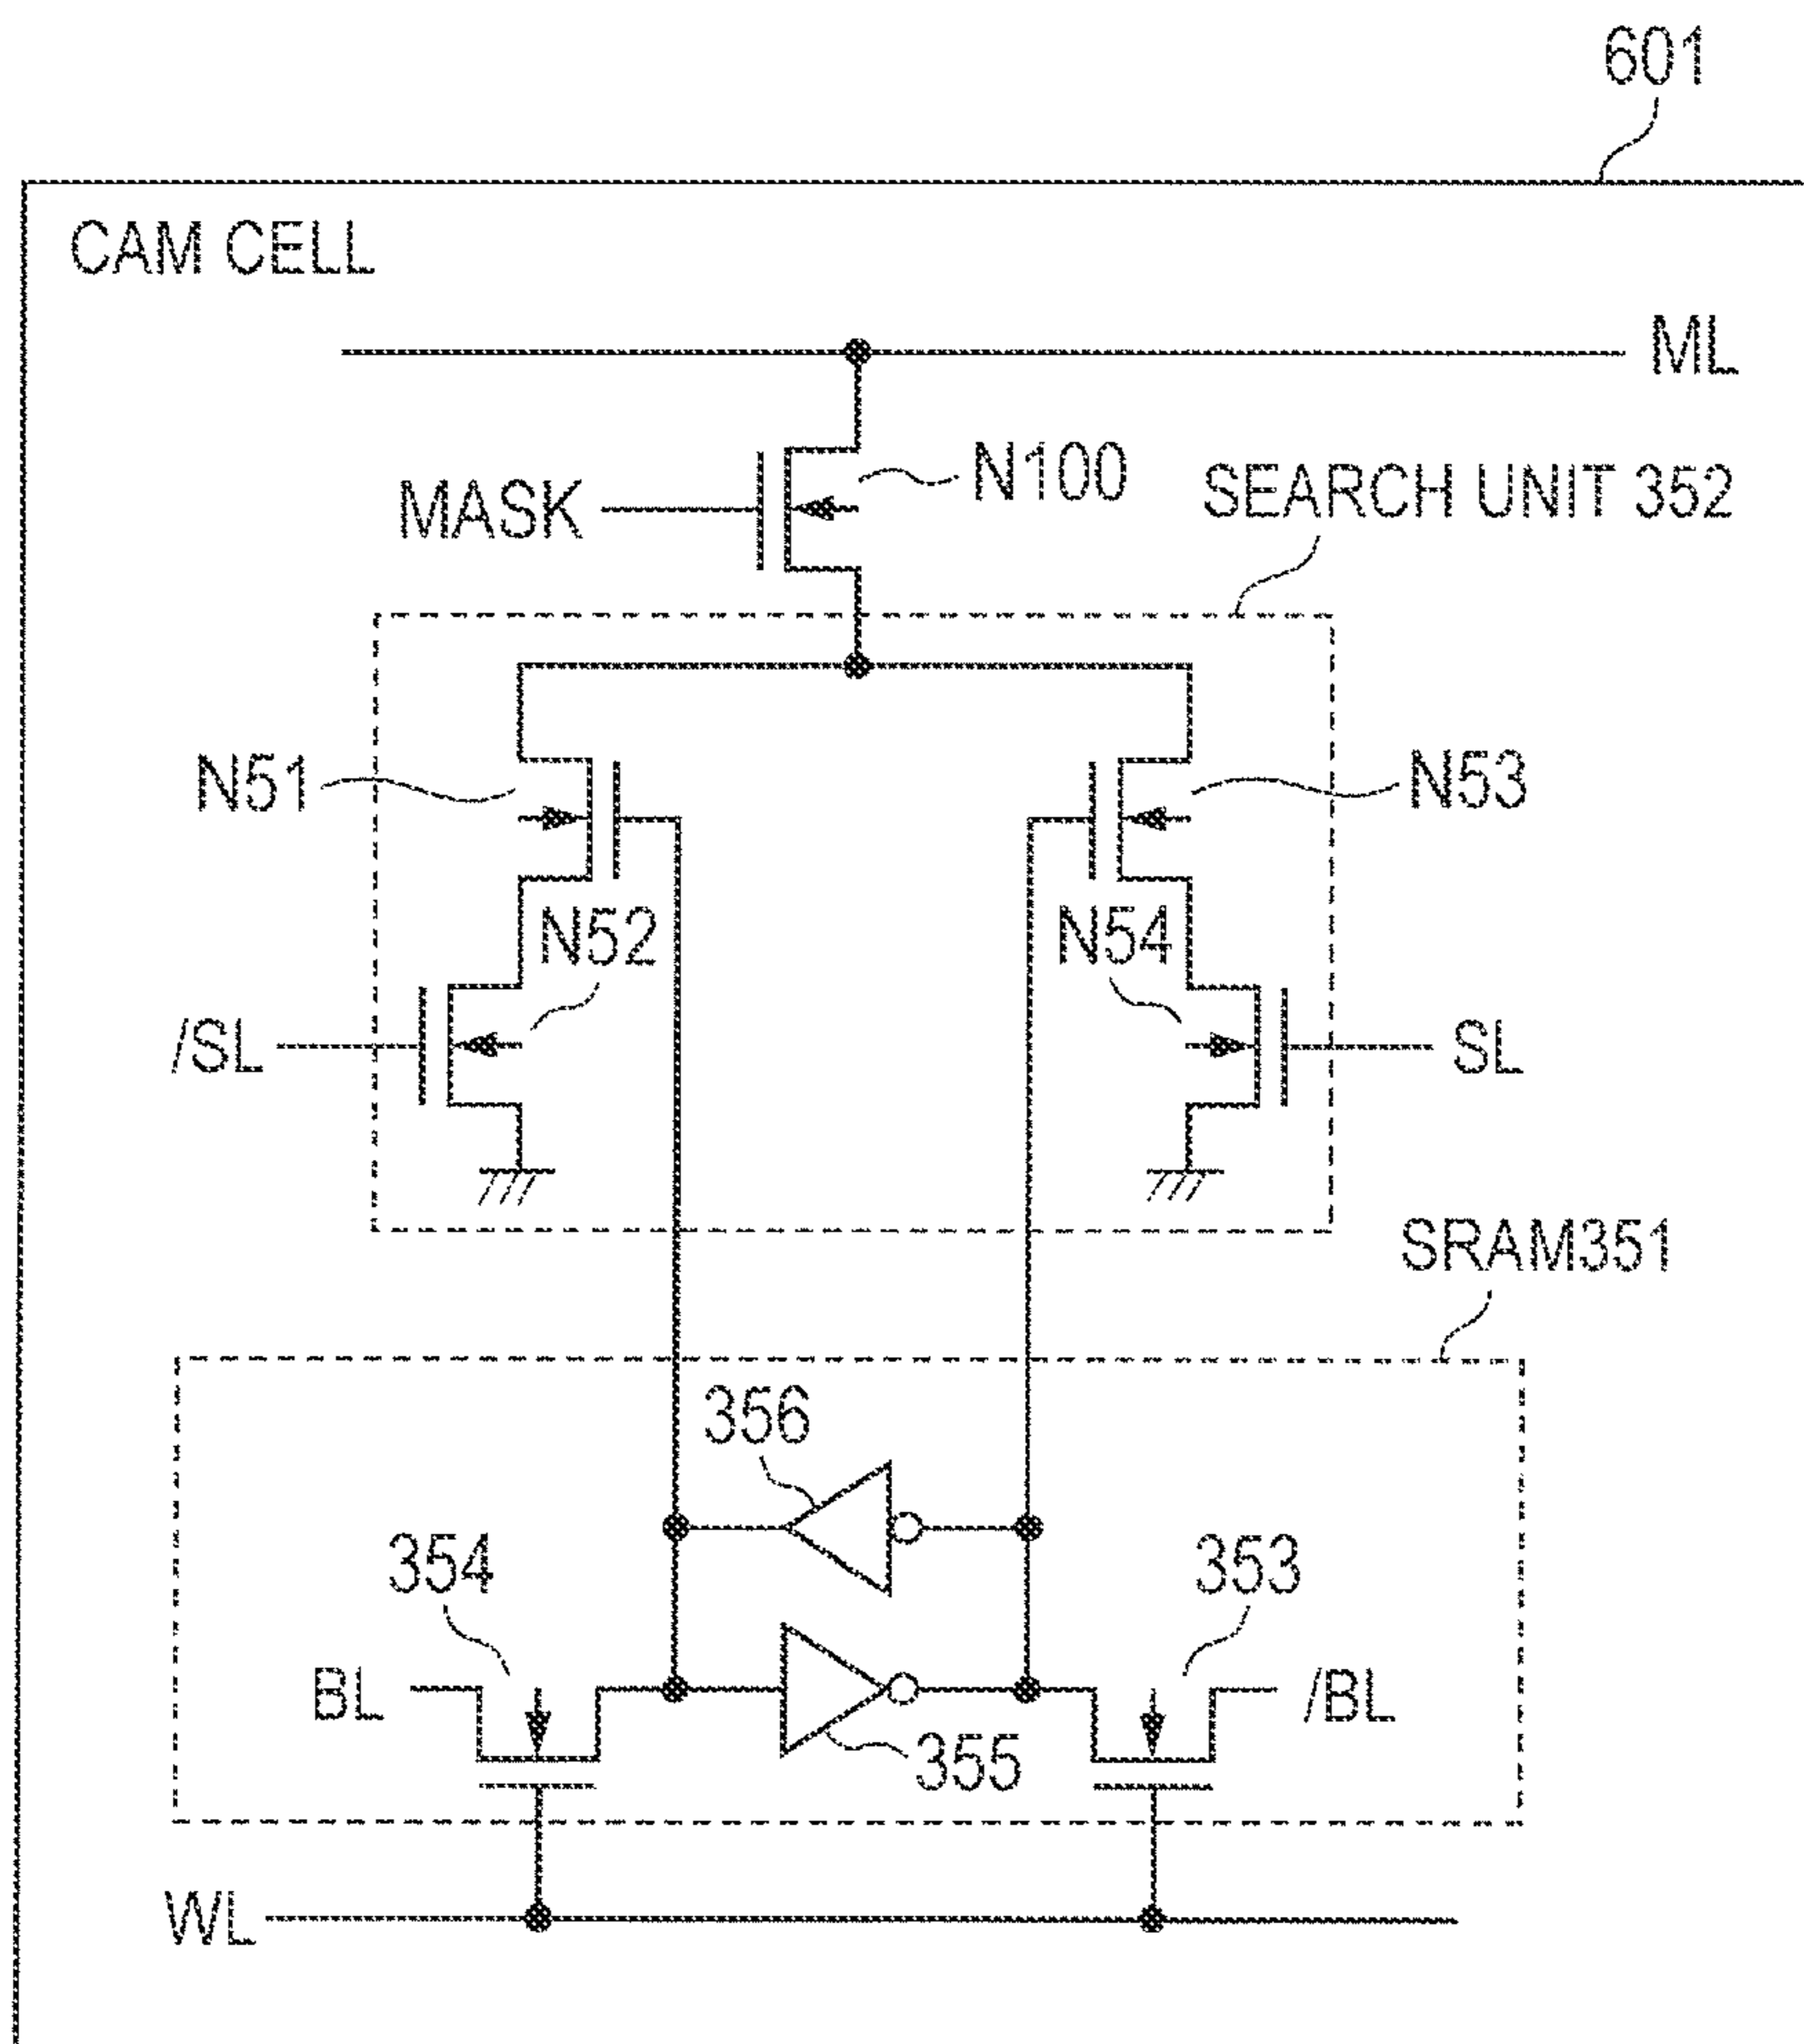 601
CAM CELL
ML
N100
MASK
SEARCH UNIT 352
N51
N53
N52
N54
/SL
SL
SRAM351
356
354
353
BL
/BL
355
WL